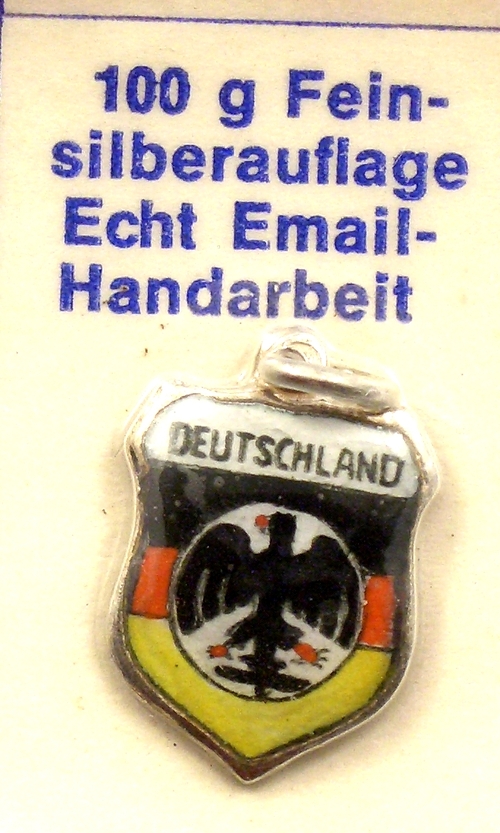 100 g Fein-
silberauflage
Echt Email-
Handarbeit
DEUTSCHLAND